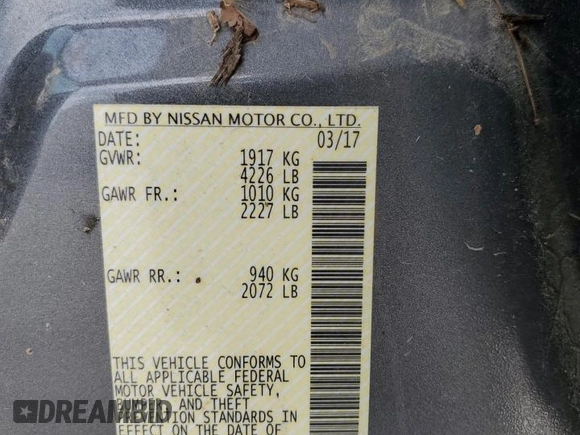 MFD BY NISSAN MOTOR CO., LTD.
DATE: 03/17
GVWR: 1917 KG
4226 LB
GAWR FR.: 1010 KG
2227 LB
GAWR RR.: 940 KG
2072 LB
THIS VEHICLE CONFORMS TO
ALL APPLICABLE FEDERAL
MOTOR VEHICLE SAFETY,
BUMPER AND THEFT
PREVENTION STANDARDS IN
EFFECT ON THE DATE OF
DREAMBID